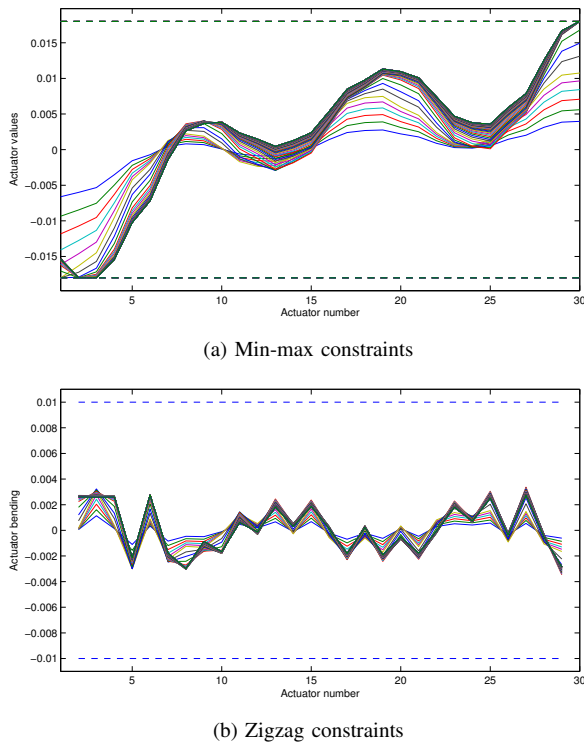 0.015
0.01
0.005
0
−0.005
−0.01
−0.015
Actuator values
5 10 15 20 25 30
Actuator number
(a) Min-max constraints
0.01
0.008
0.006
0.004
0.002
0
−0.002
−0.004
−0.006
−0.008
−0.01
Actuator bending
5 10 15 20 25 30
Actuator number
(b) Zigzag constraints